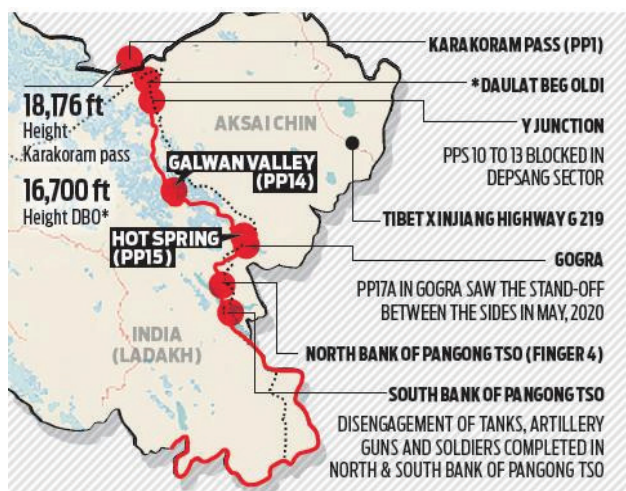 KARAKORAM PASS (PP1)
*DAULAT BEG OLDI
18,176 ft
Height
Karakoram pass
AKSAI CHIN
Y JUNCTION
PPS 10 TO 13 BLOCKED IN
DEPSANG SECTOR
GALWAN VALLEY
(PP14)
16,700 ft
Height DBO*
TIBET XINJIANG HIGHWAY G 219
HOT SPRING
(PP15)
GOGRA
PP17A IN GOGRA SAW THE STAND-OFF
BETWEEN THE SIDES IN MAY, 2020
INDIA
(LADAKH)
NORTH BANK OF PANGONG TSO (FINGER 4)
SOUTH BANK OF PANGONG TSO
DISENGAGEMENT OF TANKS, ARTILLERY
GUNS AND SOLDIERS COMPLETED IN
NORTH & SOUTH BANK OF PANGONG TSO